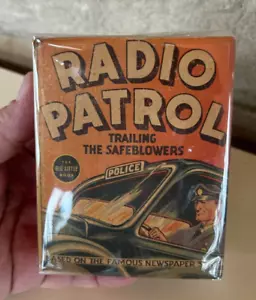 RADIO
PATROL
TRAILING
THE SAFEBLOWERS
THE
BIG LITTLE
BOOK
POLICE
BASED ON THE FAMOUS NEWSPAPER